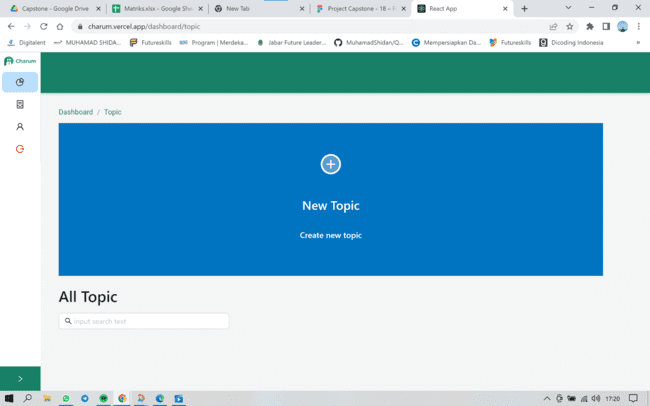 Capstone - Google Drive
Matriks.xlsx - Google She
New Tab
Project Capstone - 18 – F
React App
charum.vercel.app/dashboard/topic
Digitalent
MUHAMAD SHIDA...
Futureskills
Program | Merdeka...
Jabar Future Leader...
MuhamadShidan/Q...
Mempersiapkan Da...
Futureskills
Dicoding Indonesia
»
Charum
Dashboard / Topic
New Topic
Create new topic
All Topic
input search text
17:20